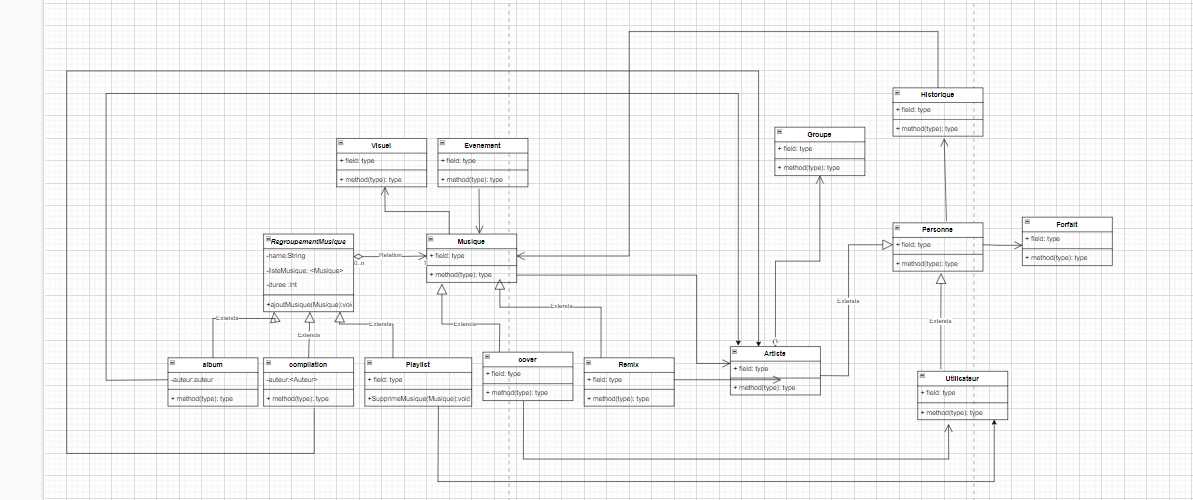 Historique
+ field: type
+ method(type): type
Groupe
+ field: type
+ method(type): type
Visuel
+ field: type
+ method(type): type
Evenement
+ field: type
+ method(type): type
Personne
+ field: type
+ method(type): type
Forfait
+ field: type
+ method(type): type
RegroupementMusique
-name:String
-listeMusique: <Musique>
-duree :int
+ajoutMusique(Musique):voi
0..n
Relation
1
Musique
+ field: type
+ method(type): type
Extends
Extends
Extends
Extends
Extends
Extends
Extends
album
-auteur:auteur
+ method(type): type
compilation
-auteur:<Auteur>
+ method(type): type
Playlist
+ field: type
+SupprimeMusique(Musique):void
cover
+ field: type
+ method(type): type
Remix
+ field: type
+ method(type): type
Artiste
+ field: type
+ method(type): type
Utilisateur
+ field: type
+ method(type): type